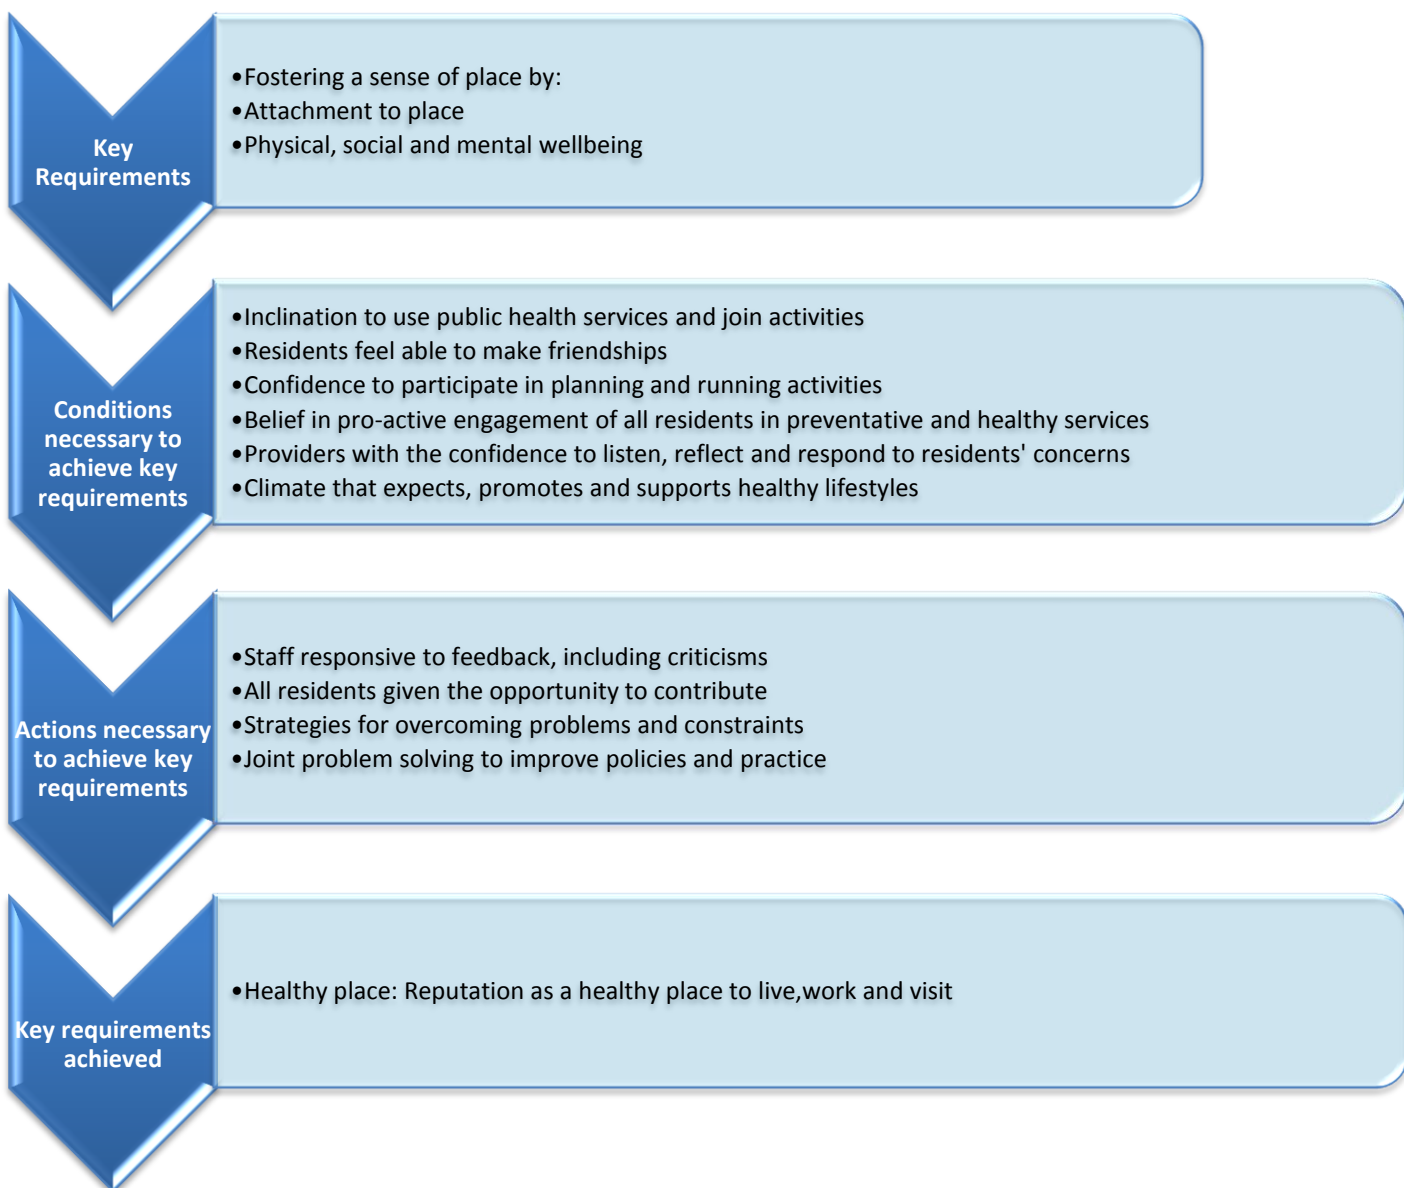 Key
Requirements
•Fostering a sense of place by:
•Attachment to place
•Physical, social and mental wellbeing
Conditions
necessary to
achieve key
requirements
•Inclination to use public health services and join activities
•Residents feel able to make friendships
•Confidence to participate in planning and running activities
•Belief in pro-active engagement of all residents in preventative and healthy services
•Providers with the confidence to listen, reflect and respond to residents' concerns
•Climate that expects, promotes and supports healthy lifestyles
Actions necessary
to achieve key
requirements
•Staff responsive to feedback, including criticisms
•All residents given the opportunity to contribute
•Strategies for overcoming problems and constraints
•Joint problem solving to improve policies and practice
Key requirements
achieved
•Healthy place: Reputation as a healthy place to live,work and visit